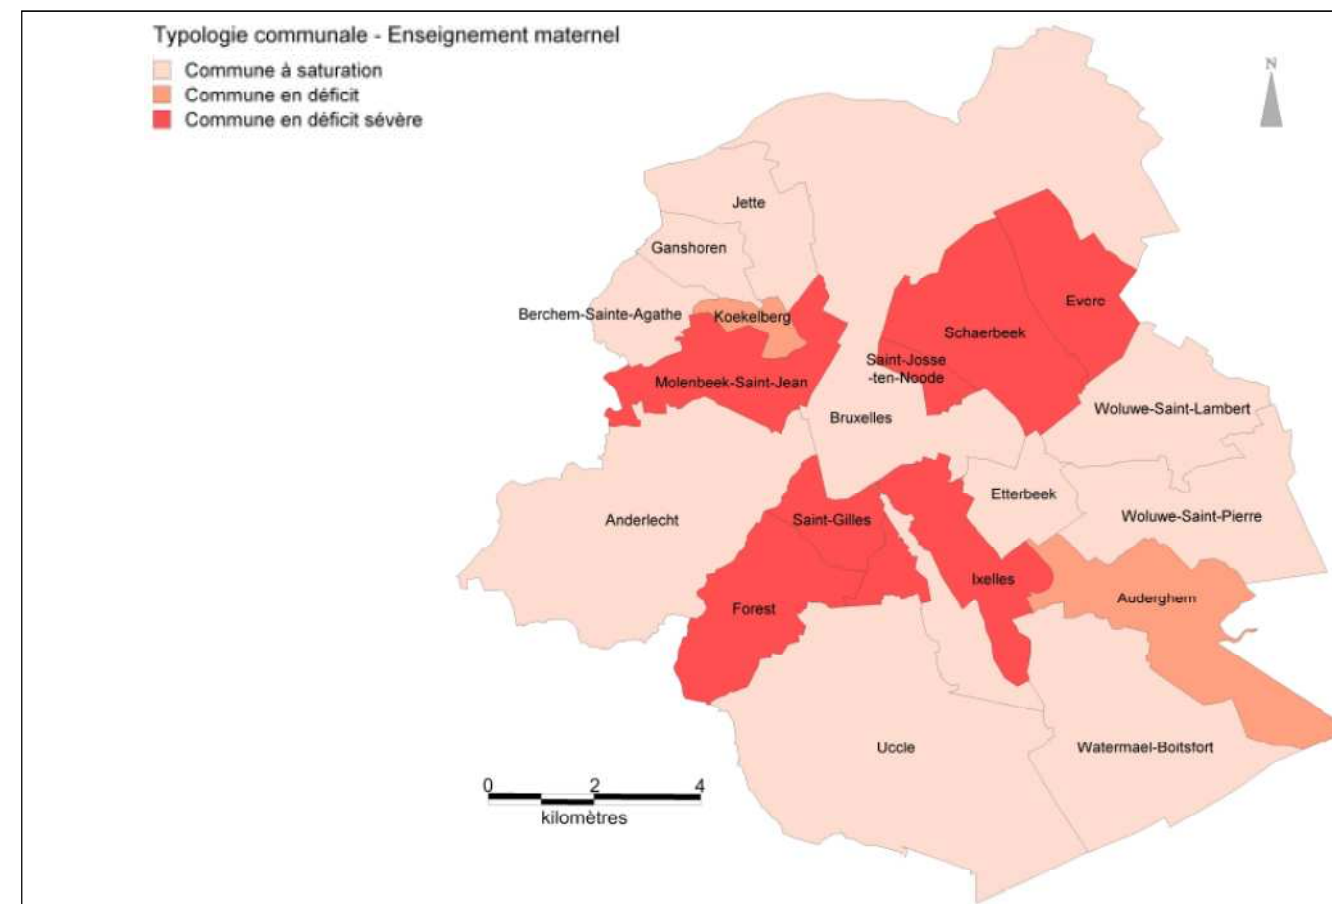 Typologie communale - Enseignement maternel
Commune à saturation
Commune en déficit
Commune en déficit sévère
N
Jette
Ganshoren
Berchem-Sainte-Agathe
Koekelberg
Evere
Schaerbeek
Saint-Josse
-ten-Noode
Molenbeek-Saint-Jean
Woluwe-Saint-Lambert
Bruxelles
Etterbeek
Anderlecht
Saint-Gilles
Woluwe-Saint-Pierre
Ixelles
Auderghem
Forest
Uccle
Watermael-Boitsfort
0 2 4
kilomètres